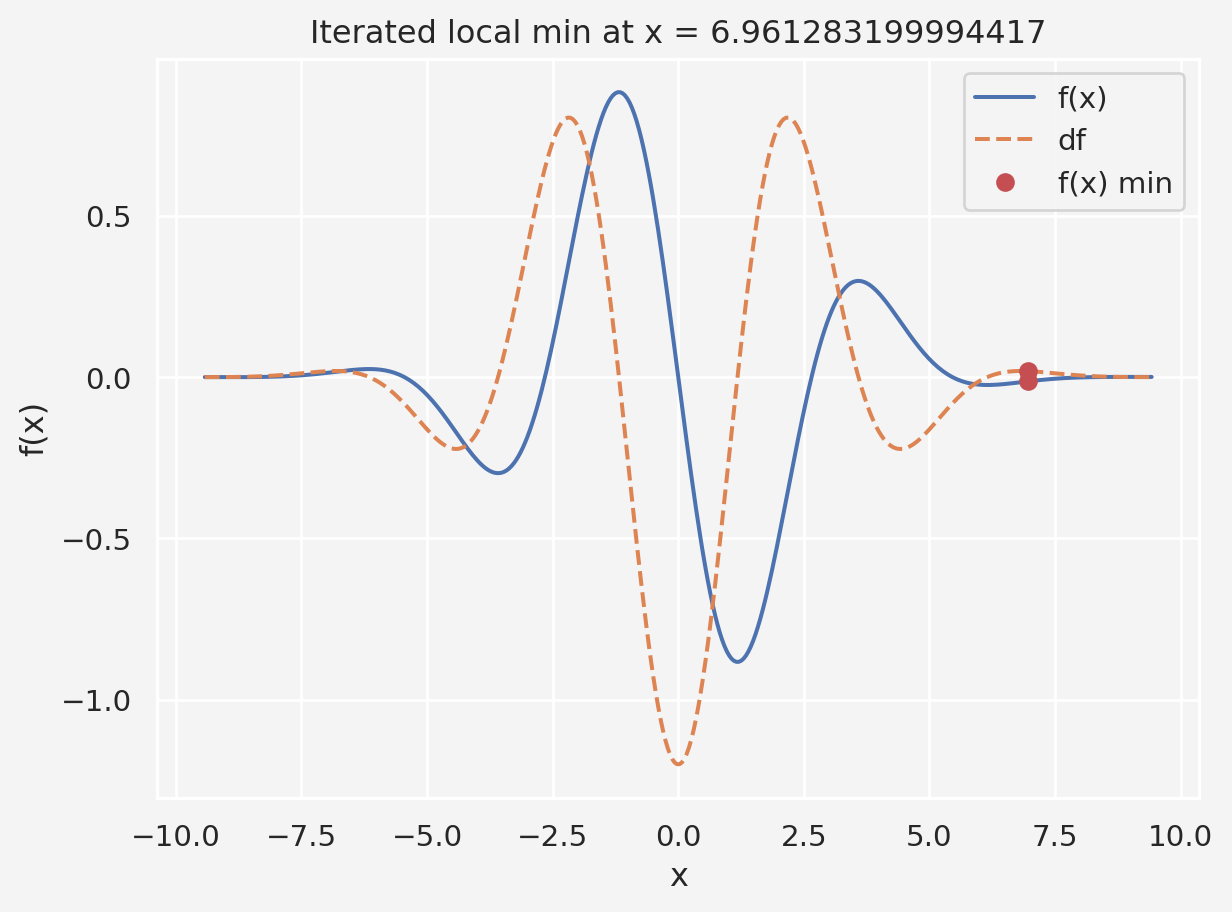 Iterated local min at x = 6.961283199994417
f(x)
df
f(x) min
0.5
0.0
−0.5
−1.0
f(x)
−10.0 −7.5 −5.0 −2.5 0.0 2.5 5.0 7.5 10.0
x